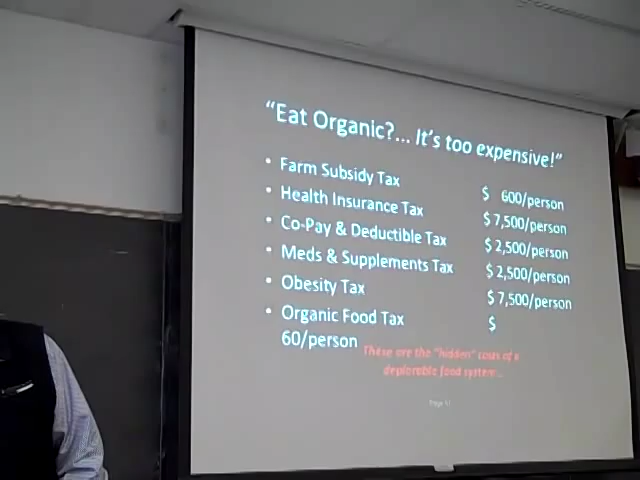 "Eat Organic?... It's too expensive!"
• Farm Subsidy Tax $ 600/person
• Health Insurance Tax $ 7,500/person
• Co-Pay & Deductible Tax $ 2,500/person
• Meds & Supplements Tax $ 2,500/person
• Obesity Tax $ 7,500/person
• Organic Food Tax $
60/person
These are the "hidden" costs of a
deplorable food system...